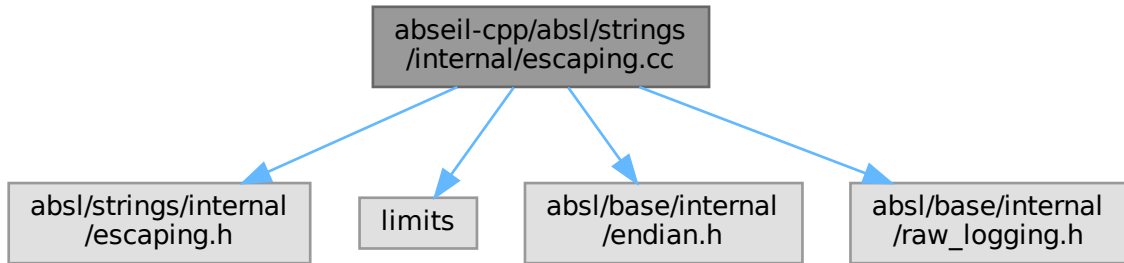 abseil-cpp/absl/strings
/internal/escaping.cc
absl/strings/internal
/escaping.h
limits
absl/base/internal
/endian.h
absl/base/internal
/raw_logging.h